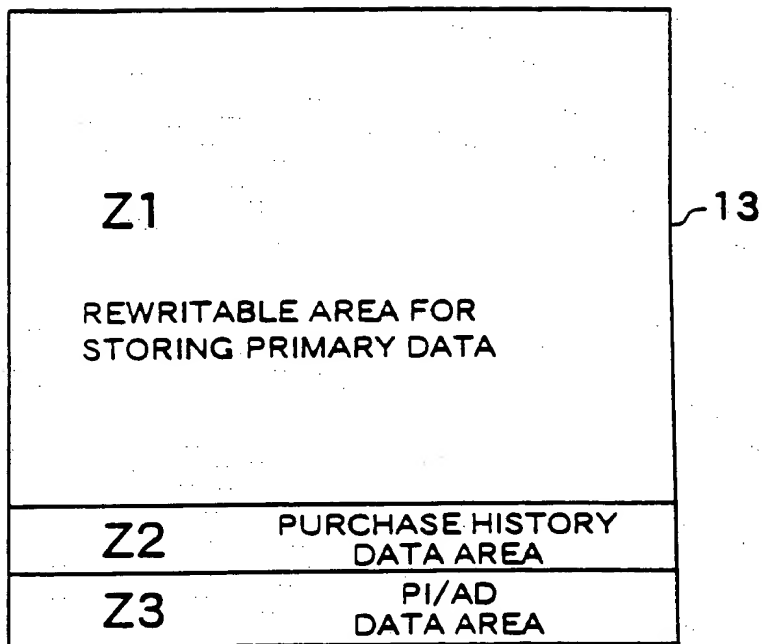 Z1
13
REWRITABLE AREA FOR
STORING PRIMARY DATA
Z2 PURCHASE HISTORY
DATA AREA
Z3 PI/AD
DATA AREA